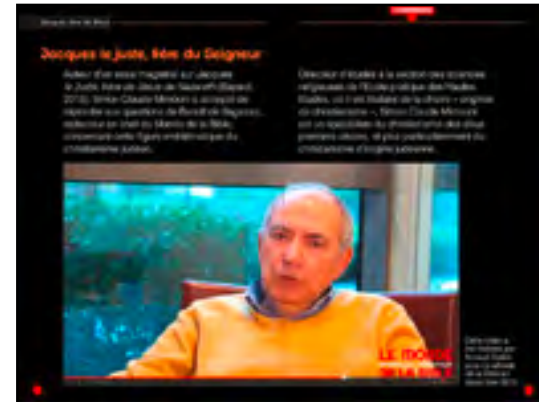 Jacques le Juste, frère du Seigneur
Auteur d'un essai magistral sur Jacques
le Juste, frère de Jésus de Nazareth (Bayard,
2015), Simon Claude Mimouni a accepté de
répondre aux questions de Benoît de Sagazan,
rédacteur en chef du Monde de la Bible,
concernant cette figure emblématique du
christianisme judéen.
Directeur d'études à la section des sciences
religieuses de l'École pratique des Hautes
Études, où il est titulaire de la chaire « origines
du christianisme », Simon Claude Mimouni
est un spécialiste du christianisme des deux
premiers siècles, et plus particulièrement du
christianisme d'origine judéenne.
LE MONDE
DE LA BIBLE
Cette vidéo a